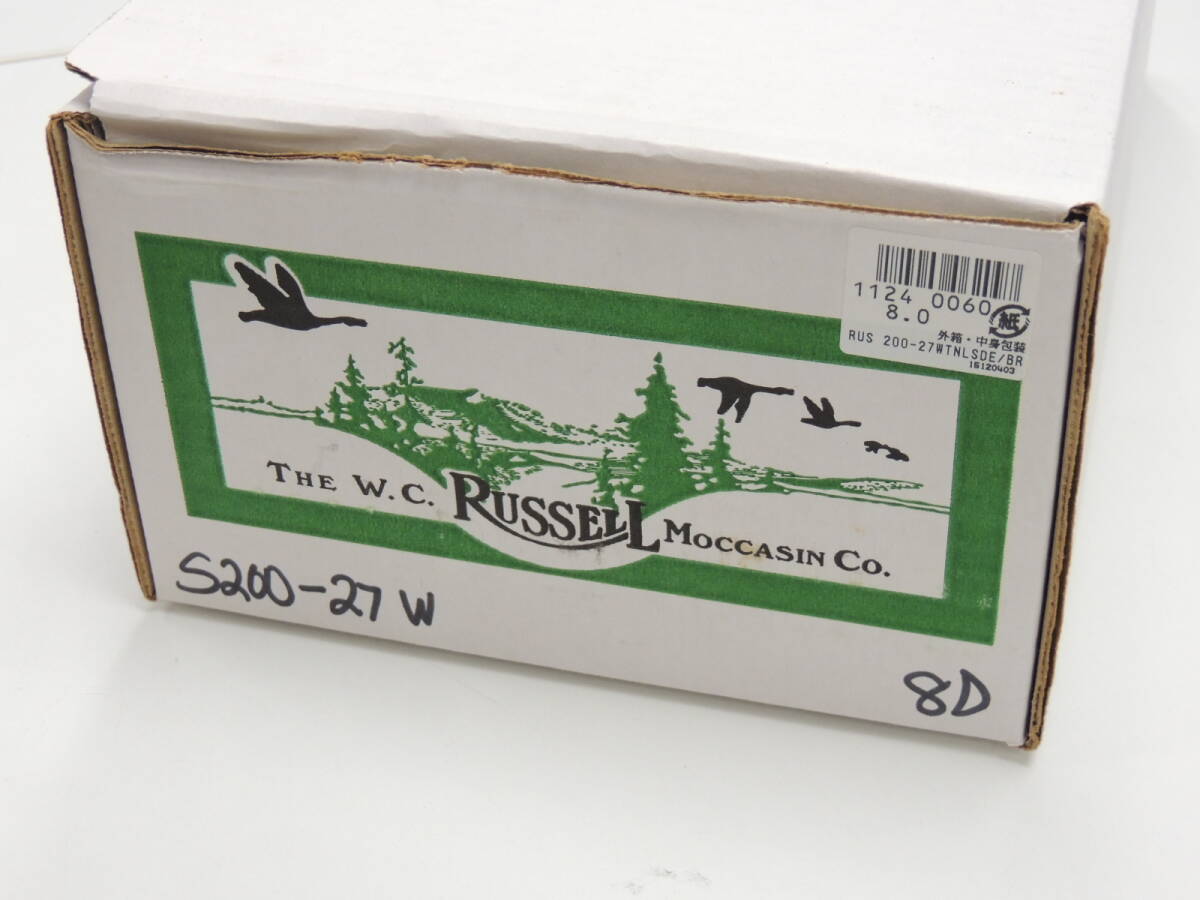 1124 0060
8.0
紙
外箱・中身包装
RUS 200-27WTNLSDE/BR
15120403
THE W.C. RUSSELL MOCCASIN CO.
S200-27 W
8D